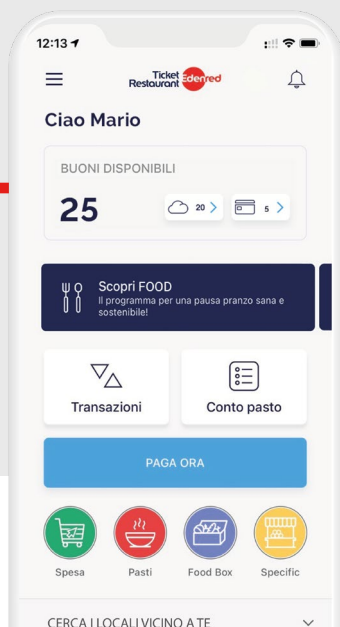 12:13
Ticket
Restaurant Edenred
Ciao Mario
BUONI DISPONIBILI
25
20
5
Scopri FOOD
Il programma per una pausa pranzo sana e
sostenibile!
Transazioni
Conto pasto
PAGA ORA
Spesa
Pasti
Food Box
Specific
CERCA I LOCALI VICINO A TE